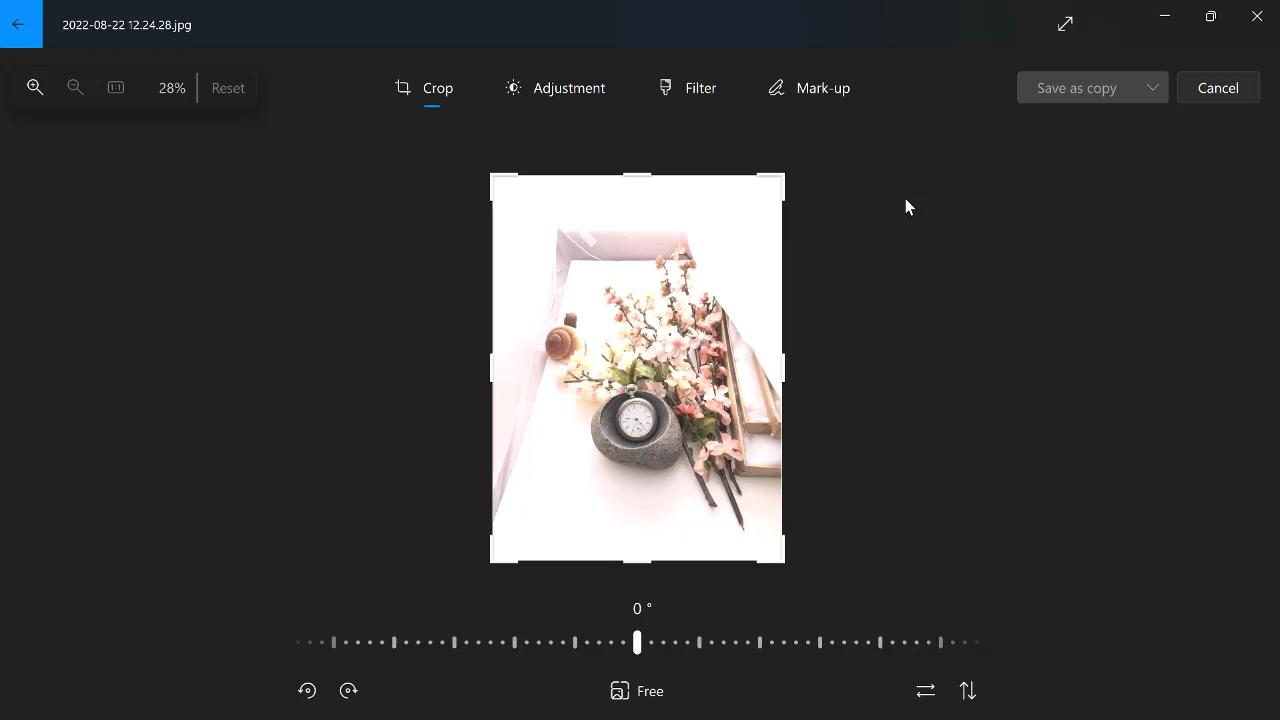 2022-08-22 12.24.28.jpg
28% Reset Crop Adjustment Filter Mark-up Save as copy Cancel
0 °
Free